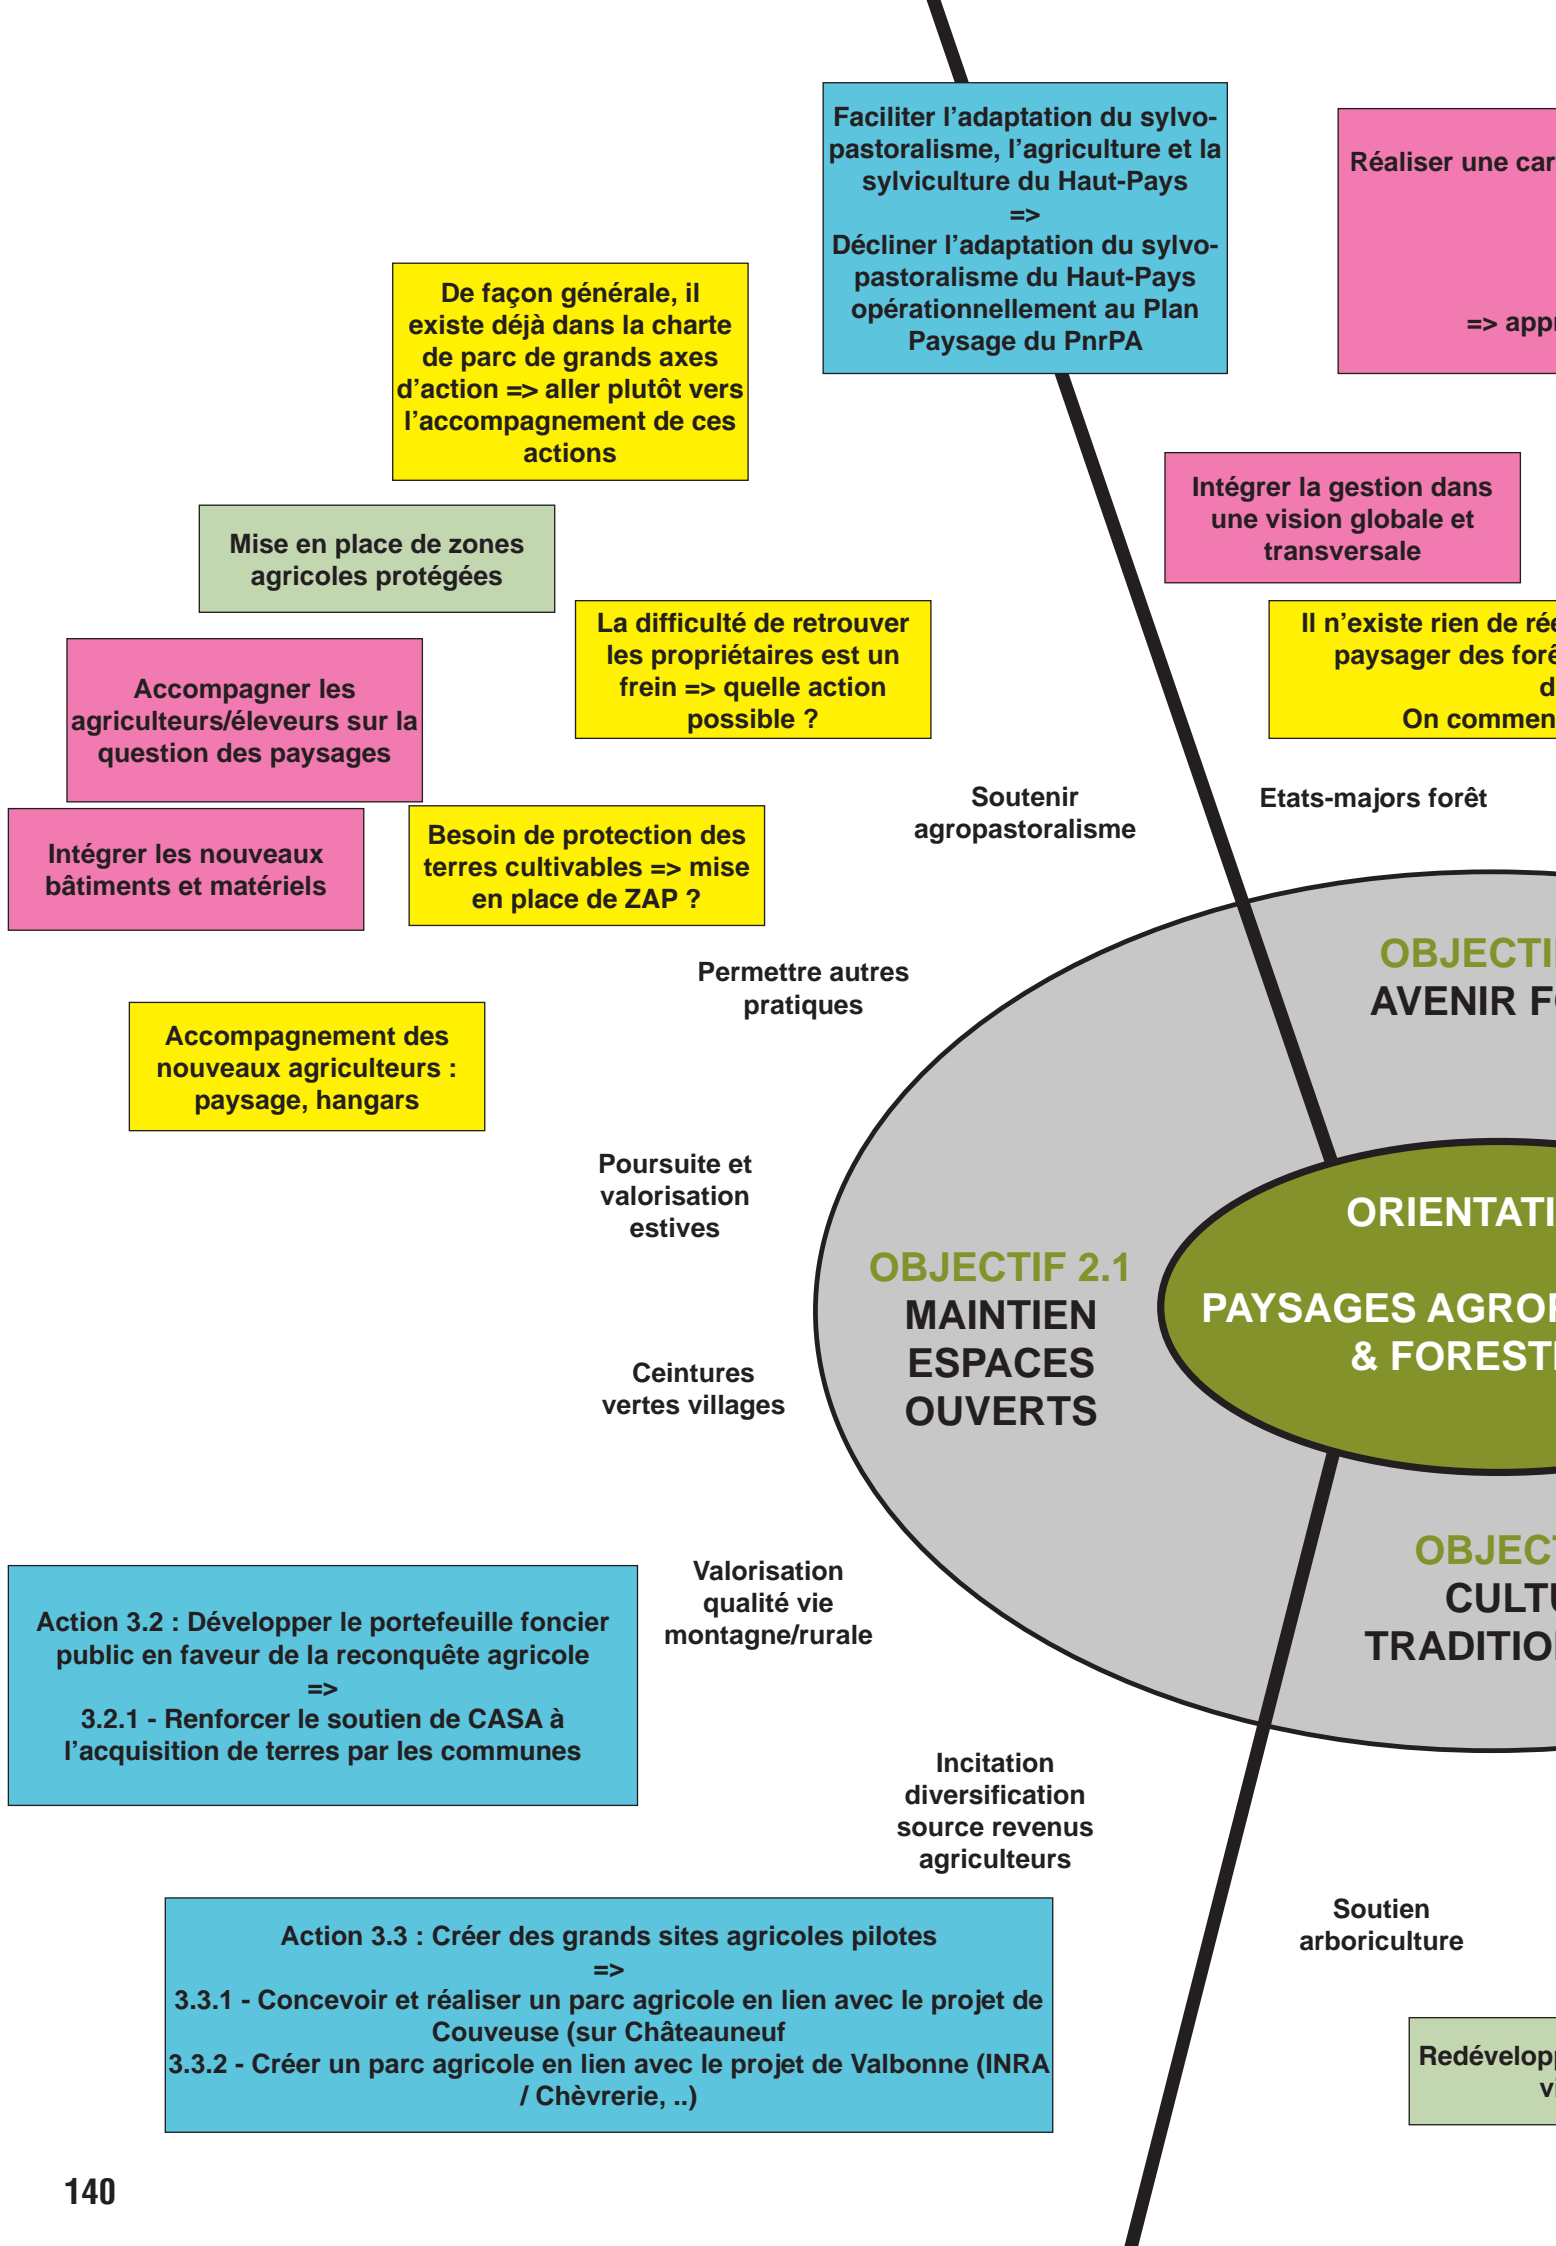 Faciliter l'adaptation du sylvo-
pastoralisme, l'agriculture et la
sylviculture du Haut-Pays
=>
Décliner l'adaptation du sylvo-
pastoralisme du Haut-Pays
opérationnellement au Plan
Paysage du PnrPA
Réaliser une car
=> app
De façon générale, il
existe déjà dans la charte
de parc de grands axes
d'action => aller plutôt vers
l'accompagnement de ces
actions
Intégrer la gestion dans
une vision globale et
transversale
Mise en place de zones
agricoles protégées
La difficulté de retrouver
les propriétaires est un
frein => quelle action
possible ?
Il n'existe rien de rée
paysager des forê
d
On commen
Accompagner les
agriculteurs/éleveurs sur la
question des paysages
Intégrer les nouveaux
bâtiments et matériels
Besoin de protection des
terres cultivables => mise
en place de ZAP ?
Soutenir
agropastoralisme
Etats-majors forêt
Permettre autres
pratiques
OBJECTI
AVENIR FO
Accompagnement des
nouveaux agriculteurs :
paysage, hangars
Poursuite et
valorisation
estives
ORIENTATI
PAYSAGES AGROP
& FORESTI
OBJECTIF 2.1
MAINTIEN
ESPACES
OUVERTS
Ceintures
vertes villages
OBJECT
CULTU
TRADITION
Valorisation
qualité vie
montagne/rurale
Action 3.2 : Développer le portefeuille foncier
public en faveur de la reconquête agricole
=>
3.2.1 - Renforcer le soutien de CASA à
l'acquisition de terres par les communes
Incitation
diversification
source revenus
agriculteurs
Soutien
arboriculture
Action 3.3 : Créer des grands sites agricoles pilotes
=>
3.3.1 - Concevoir et réaliser un parc agricole en lien avec le projet de
Couveuse (sur Châteauneuf
3.3.2 - Créer un parc agricole en lien avec le projet de Valbonne (INRA
/ Chèvrerie, ..)
Redévelopp
vi
140